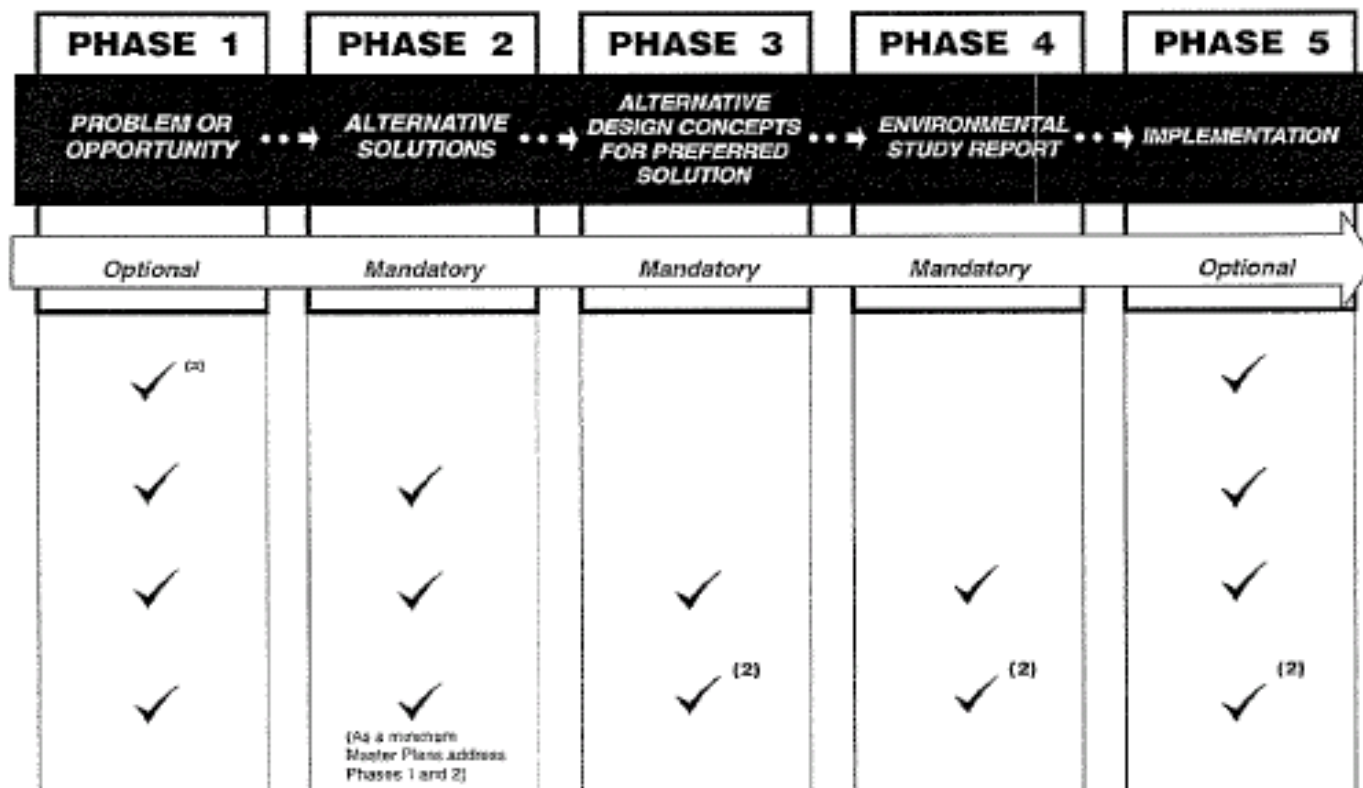 PHASE 1
PHASE 2
PHASE 3
PHASE 4
PHASE 5
PROBLEM OR
OPPORTUNITY
ALTERNATIVE
SOLUTIONS
ALTERNATIVE
DESIGN CONCEPTS
FOR PREFERRED
SOLUTION
ENVIRONMENTAL
STUDY REPORT
IMPLEMENTATION
Optional
Mandatory
Mandatory
Mandatory
Optional
(2)
(2)
(2)
(As a minimum
Master Plans address
Phases 1 and 2)